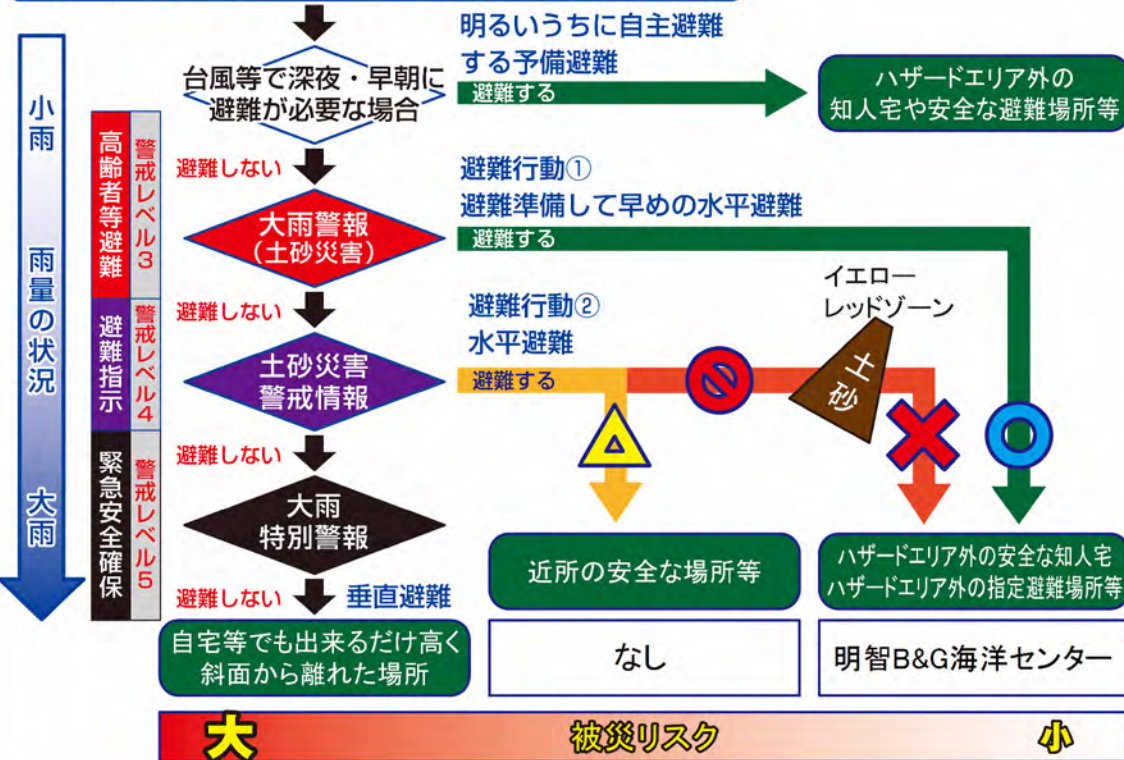 明るいうちに自主避難
する予備避難
台風等で深夜・早朝に
避難が必要な場合
避難する
ハザードエリア外の
知人宅や安全な避難場所等
小雨
雨量の状況
大雨
高齢者等避難
警戒レベル3
避難しない
避難行動①
避難準備して早めの水平避難
大雨警報
(土砂災害)
避難する
イエロー
レッドゾーン
土砂
避難指示
警戒レベル4
避難しない
避難行動②
水平避難
土砂災害
警戒情報
避難する
緊急安全確保
警戒レベル5
避難しない
大雨
特別警報
近所の安全な場所等
ハザードエリア外の安全な知人宅
ハザードエリア外の指定避難場所等
避難しない
垂直避難
自宅等でも出来るだけ高く
斜面から離れた場所
なし
明智B&G海洋センター
大
被災リスク
小